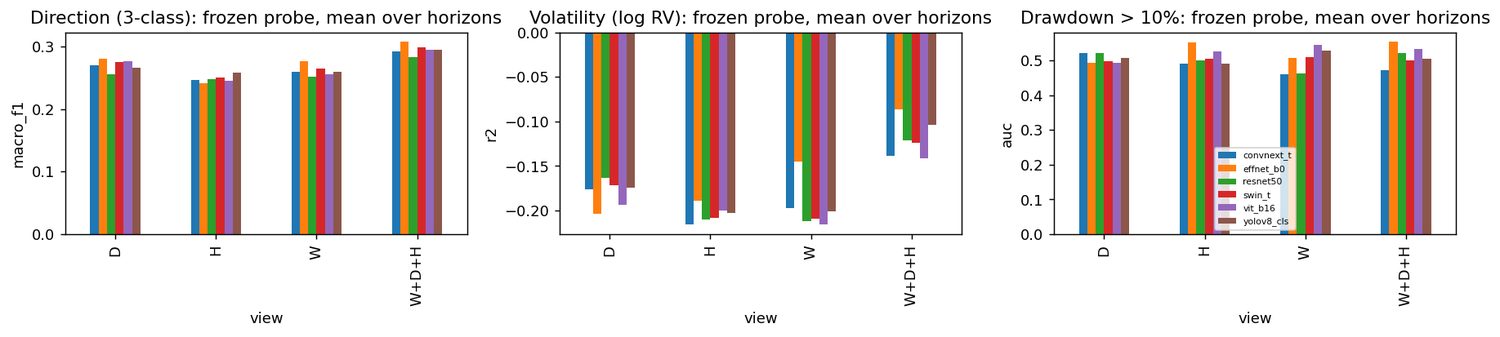 Direction (3-class): frozen probe, mean over horizons
macro_f1
0.3
0.2
0.1
0.0
D
H
W
W+D+H
view
Volatility (log RV): frozen probe, mean over horizons
r2
0.00
−0.05
−0.10
−0.15
−0.20
D
H
W
W+D+H
view
Drawdown > 10%: frozen probe, mean over horizons
auc
0.5
0.4
0.3
0.2
0.1
0.0
convnext_t
effnet_b0
resnet50
swin_t
vit_b16
yolov8_cls
D
H
W
W+D+H
view